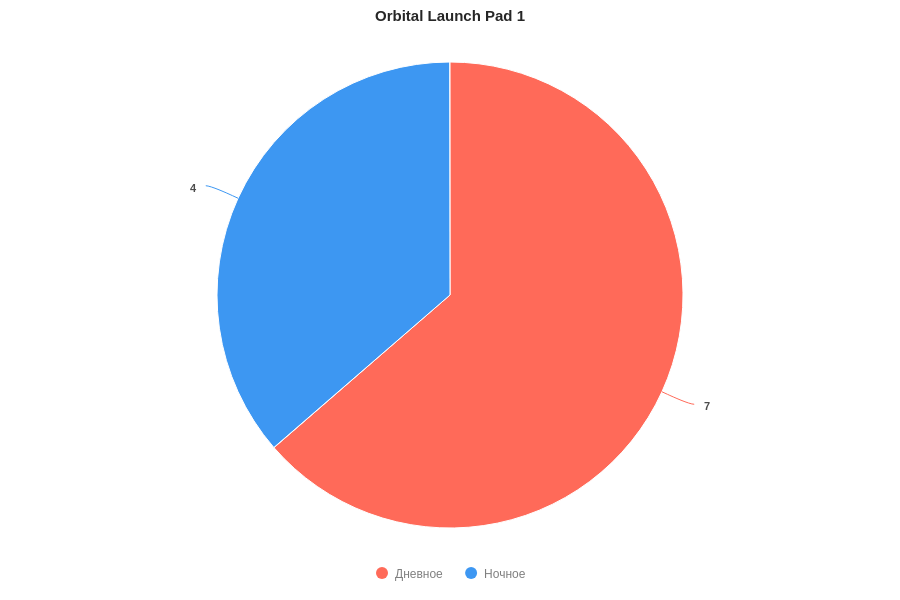 Orbital Launch Pad 1
4
7
Дневное
Ночное